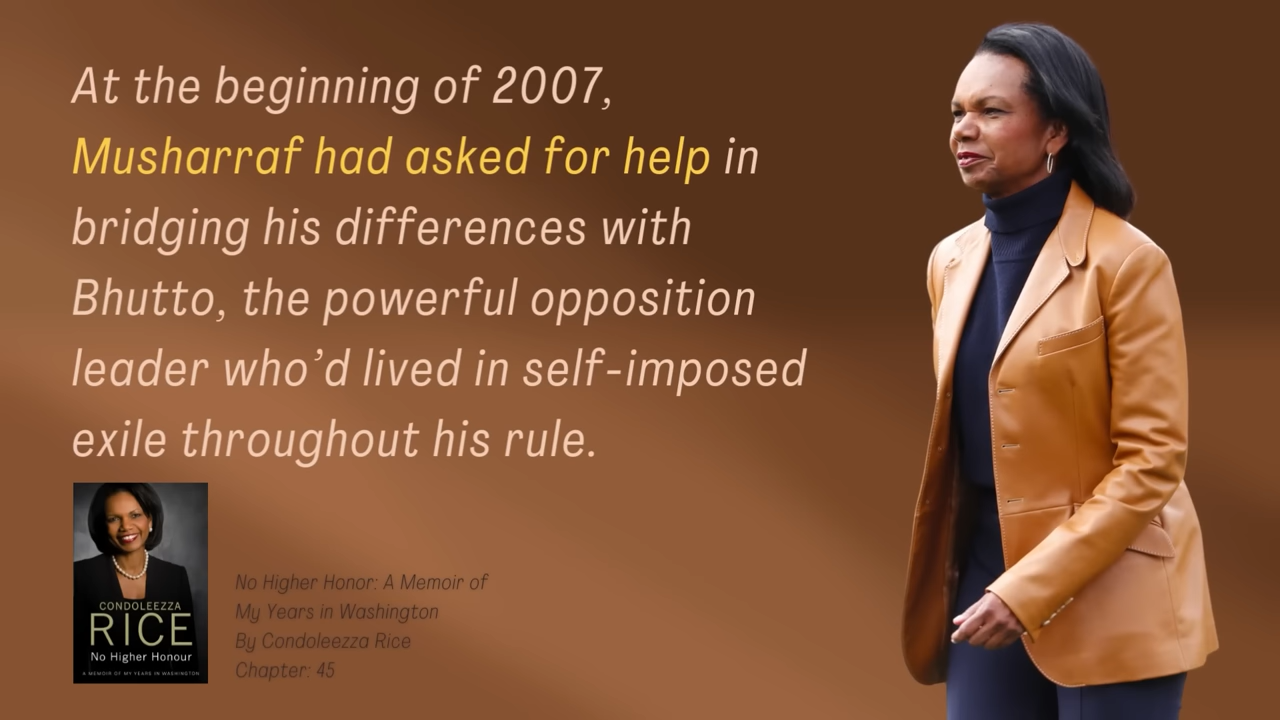 At the beginning of 2007,
Musharraf had asked for help in
bridging his differences with
Bhutto, the powerful opposition
leader who’d lived in self-imposed
exile throughout his rule.
CONDOLEEZZA
RICE
No Higher Honour
A MEMOIR OF MY YEARS IN WASHINGTON
No Higher Honor: A Memoir of
My Years in Washington
By Condoleezza Rice
Chapter: 45